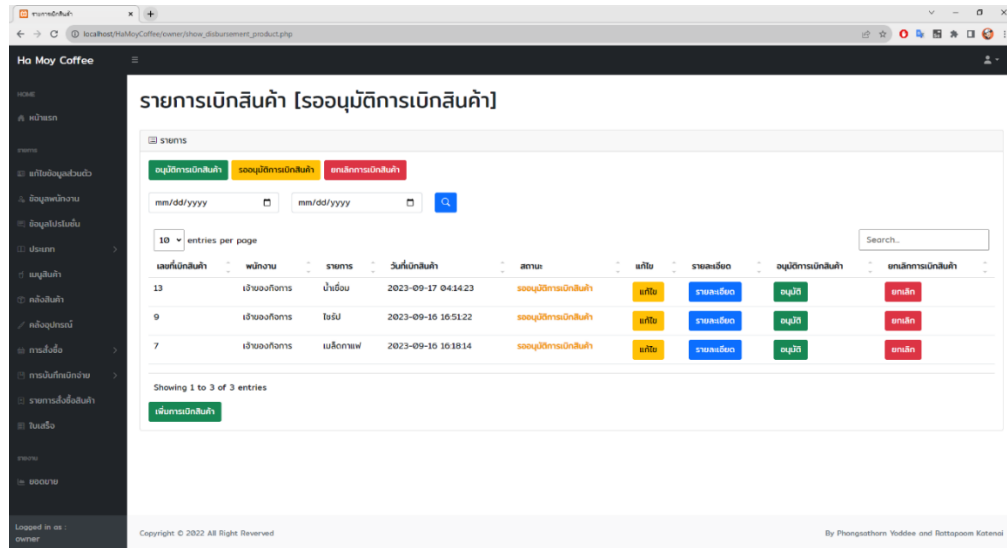 รายการเบิกสินค้า
localhost/HaMoyCoffee/owner/show_disbursement_product.php
Ha Moy Coffee
HOME
หน้าแรก
รายการ
แก้ไขข้อมูลส่วนตัว
ข้อมูลพนักงาน
ข้อมูลโปรโมชั่น
ประเภท
เมนูสินค้า
คลังสินค้า
คลังอุปกรณ์
การสั่งซื้อ
การบันทึกเบิกจ่าย
รายการสั่งซื้อสินค้า
ใบเสร็จ
รายงาน
ยอดขาย
Logged in as :
owner
รายการเบิกสินค้า [รออนุมัติการเบิกสินค้า]
รายการ
อนุมัติการเบิกสินค้า รออนุมัติการเบิกสินค้า ยกเลิกการเบิกสินค้า
mm/dd/yyyy mm/dd/yyyy
10 entries per page Search...
เลขที่เบิกสินค้า พนักงาน รายการ วันที่เบิกสินค้า สถานะ แก้ไข รายละเอียด อนุมัติการเบิกสินค้า ยกเลิกการเบิกสินค้า
13 เจ้าของกิจการ น้ำเชื่อม 2023-09-17 04:14:23 รออนุมัติการเบิกสินค้า แก้ไข รายละเอียด อนุมัติ ยกเลิก
9 เจ้าของกิจการ ไซรัป 2023-09-16 16:51:22 รออนุมัติการเบิกสินค้า แก้ไข รายละเอียด อนุมัติ ยกเลิก
7 เจ้าของกิจการ เมล็ดกาแฟ 2023-09-16 16:18:14 รออนุมัติการเบิกสินค้า แก้ไข รายละเอียด อนุมัติ ยกเลิก
Showing 1 to 3 of 3 entries
เพิ่มการเบิกสินค้า
Copyright © 2022 All Right Reverved By Phongsathorn Yoddee and Rattapoom Katenai